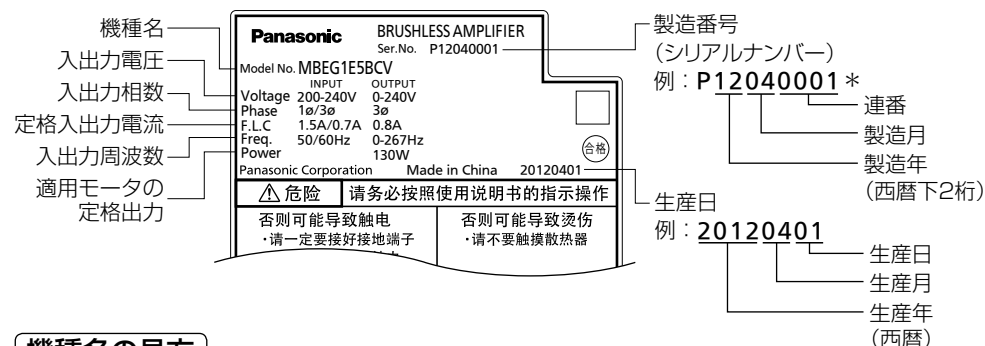 機種名
入出力電圧
入出力相数
定格入出力電流
入出力周波数
適用モータの
定格出力
Panasonic BRUSHLESS AMPLIFIER
Ser.No. P12040001
Model No. MBEG1E5BCV
INPUT OUTPUT
Voltage 200-240V 0-240V
Phase 1ø/3ø 3ø
F.L.C 1.5A/0.7A 0.8A
Freq. 50/60Hz 0-267Hz
Power 130W
合格
Panasonic Corporation Made in China 20120401
危险 请务必按照使用说明书的指示操作
否则可能导致触电 否则可能导致烫伤
・请一定要接好接地端子 ・请不要触摸散热器
製造番号
（シリアルナンバー）
例：P12040001＊
連番
製造月
製造年
（西暦下2桁）
生産日
例：20120401
生産日
生産月
生産年
（西暦）
機種名の見方